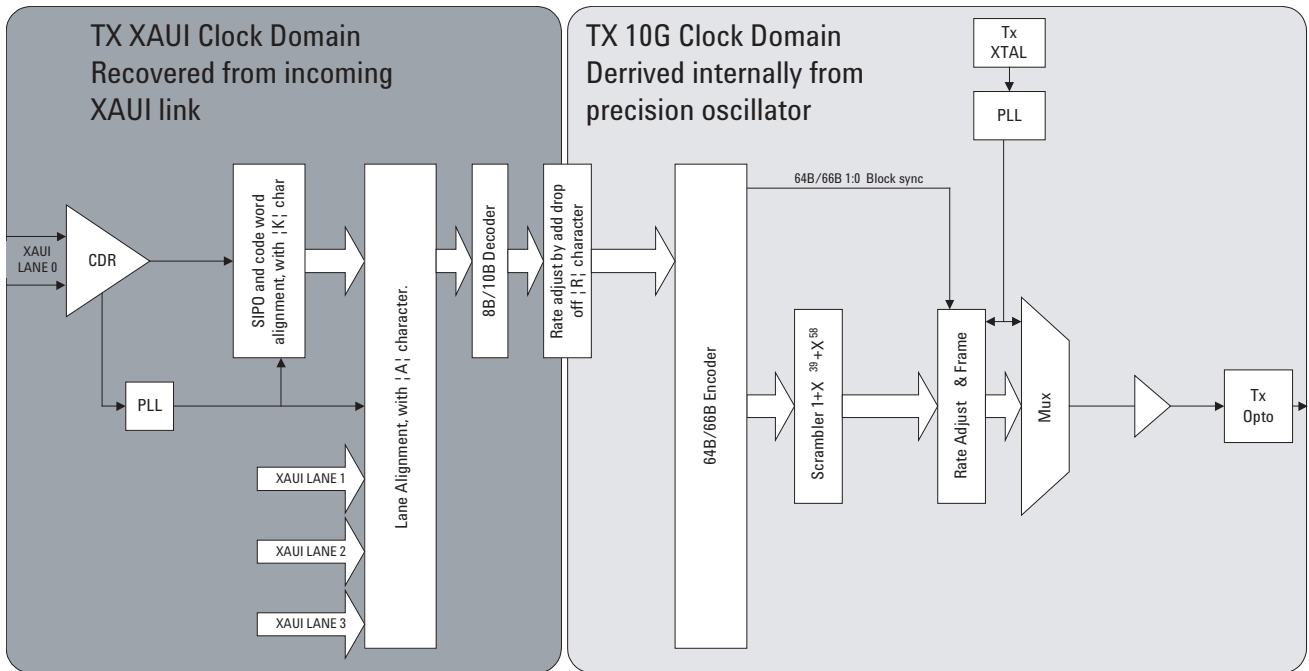 TX XAUI Clock Domain
Recovered from incoming
XAUI link
TX 10G Clock Domain
Derrived internally from
precision oscillator
Tx
XTAL
PLL
XAUI
LANE 0
CDR
SIPO and code word
alignment, with ¦K¦ char
PLL
XAUI LANE 1
XAUI LANE 2
XAUI LANE 3
Lane Alignment, with ¦A¦ character.
8B/10B Decoder
Rate adjust by add drop
off ¦R¦ character
64B/66B Encoder
64B/66B 1:0 Block sync
Scrambler 1+X 39+X58
Rate Adjust & Frame
Mux
Tx
Opto